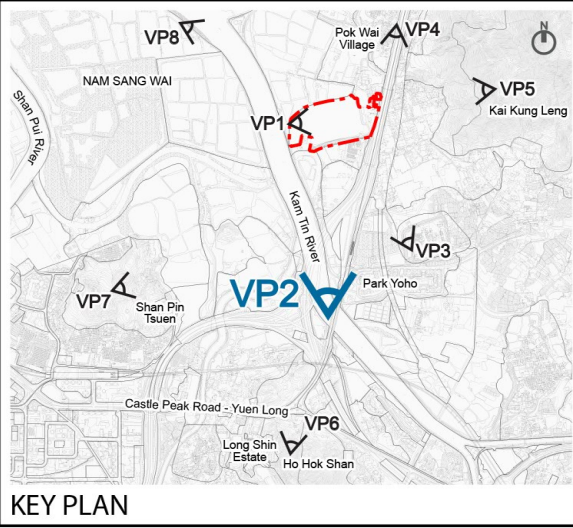 VP8
Pok Wai
Village
VP4
N
NAM SANG WAI
VP5
Kai Kung Leng
Shan Pui River
VP1
Kam Tin River
VP3
VP2
Park Yoho
VP7
Shan Pin
Tsuen
Castle Peak Road - Yuen Long
VP6
Long Shin
Estate
Ho Hok Shan
KEY PLAN